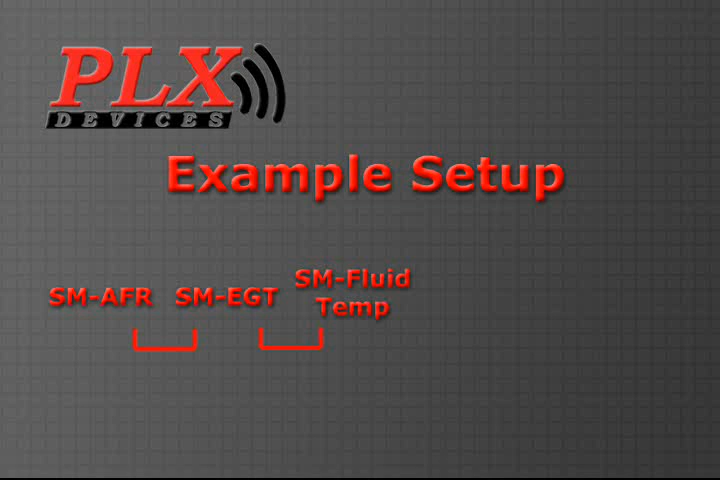 PLX
DEVICES
Example Setup
SM-AFR SM-EGT SM-Fluid
Temp